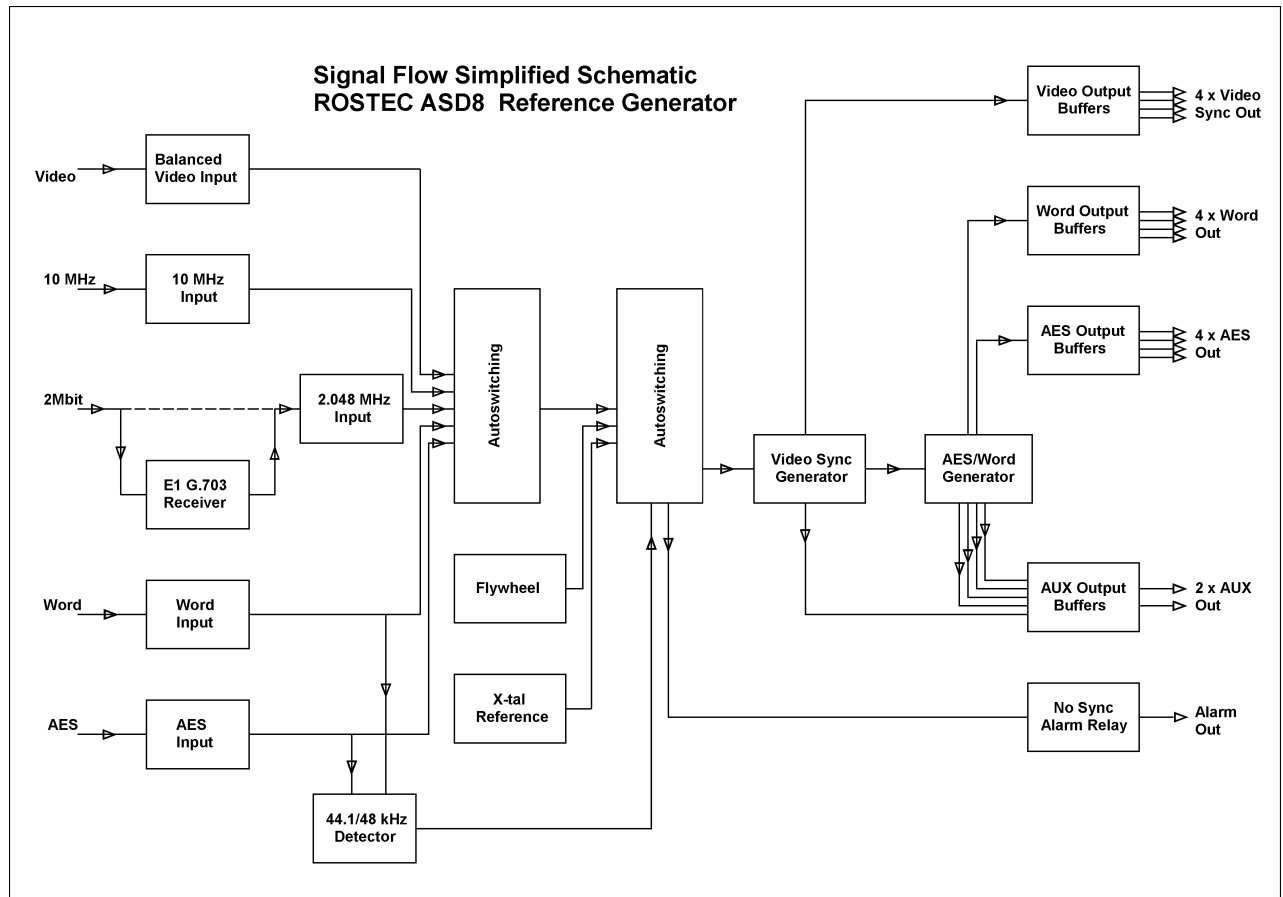 Signal Flow Simplified Schematic
ROSTEC ASD8 Reference Generator
Video
Balanced
Video Input
10 MHz
10 MHz
Input
2Mbit
2.048 MHz
Input
E1 G.703
Receiver
Word
Word
Input
AES
AES
Input
44.1/48 kHz
Detector
Autoswitching
Autoswitching
Flywheel
X-tal
Reference
Video Sync
Generator
AES/Word
Generator
Video Output
Buffers
4 x Video
Sync Out
Word Output
Buffers
4 x Word
Out
AES Output
Buffers
4 x AES
Out
AUX Output
Buffers
2 x AUX
Out
No Sync
Alarm Relay
Alarm
Out